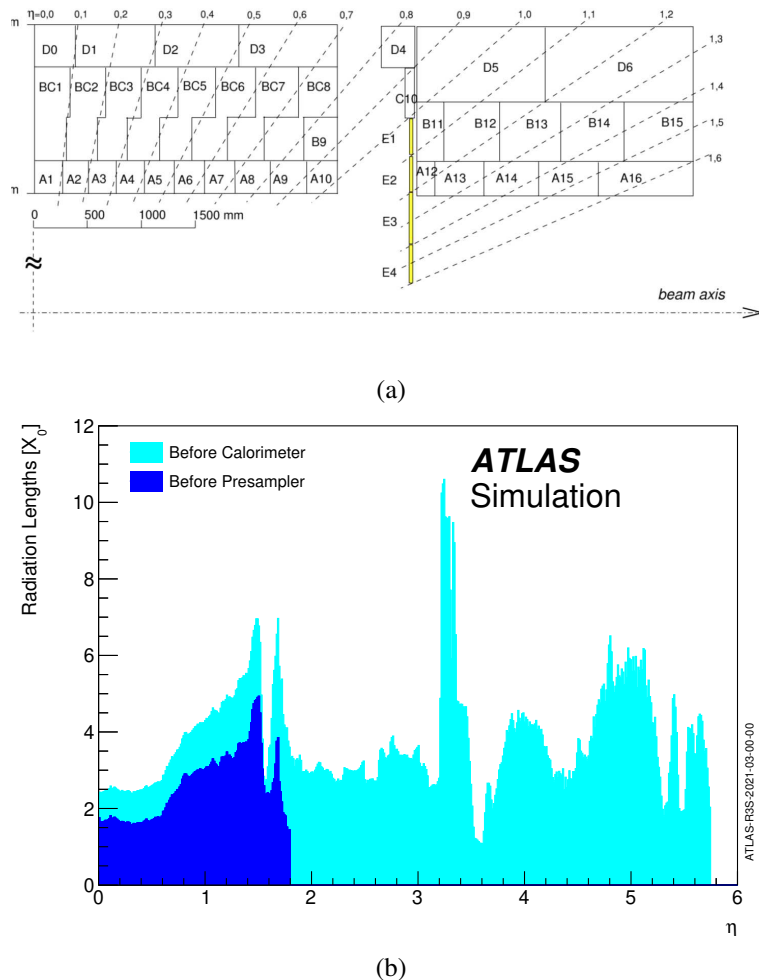 m η=0,0 0,1 0,2 0,3 0,4 0,5 0,6 0,7 0,8 0,9 1,0 1,1 1,2
1,3
D0 D1 D2 D3 D4
D5 D6
1,4
BC1 BC2 BC3 BC4 BC5 BC6 BC7 BC8
C10
1,5
B11 B12 B13 B14 B15
E1
B9
1,6
A12
m A1 A2 A3 A4 A5 A6 A7 A8 A9 A10 E2 A13 A14 A15 A16
0 500 1000 1500 mm
E3
E4
beam axis
(a)
Radiation Lengths [X0]
12
10
8
6
4
2
0
Before Calorimeter
Before Presampler
ATLAS
Simulation
ATLAS-R3S-2021-03-00-00
0 1 2 3 4 5 6
η
(b)